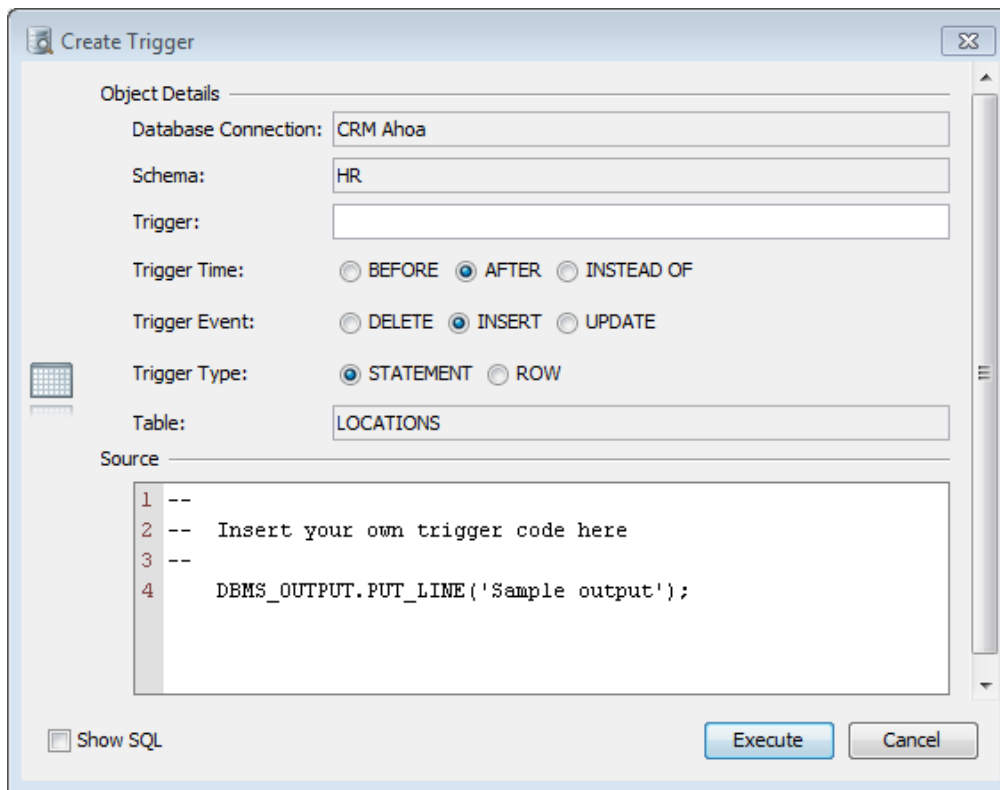 Create Trigger
Object Details
Database Connection: CRM Ahoa
Schema: HR
Trigger:
Trigger Time: BEFORE AFTER INSTEAD OF
Trigger Event: DELETE INSERT UPDATE
Trigger Type: STATEMENT ROW
Table: LOCATIONS
Source
1 --
2 -- Insert your own trigger code here
3 --
4 DBMS_OUTPUT.PUT_LINE('Sample output');
Show SQL Execute Cancel